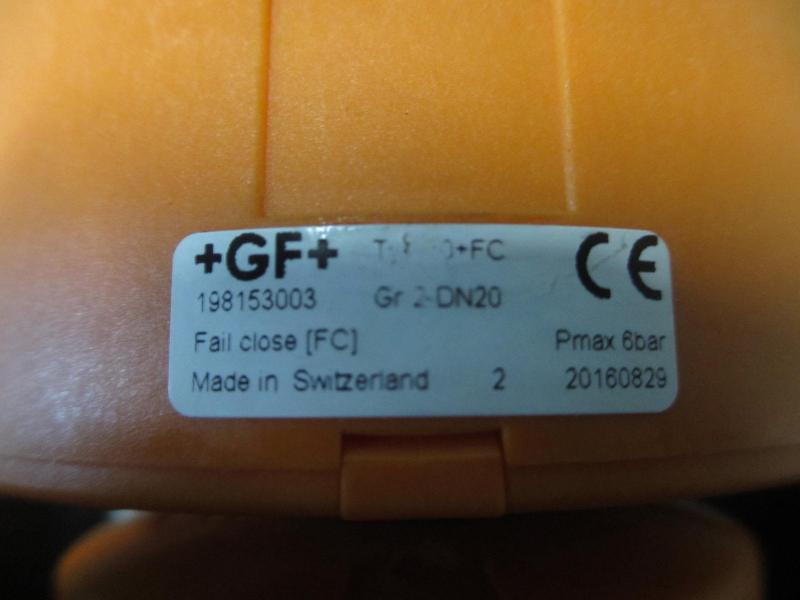 +GF+
198153003 Gr 2-DN20
Fail close [FC] Pmax 6bar
Made in Switzerland 2 20160829
CE